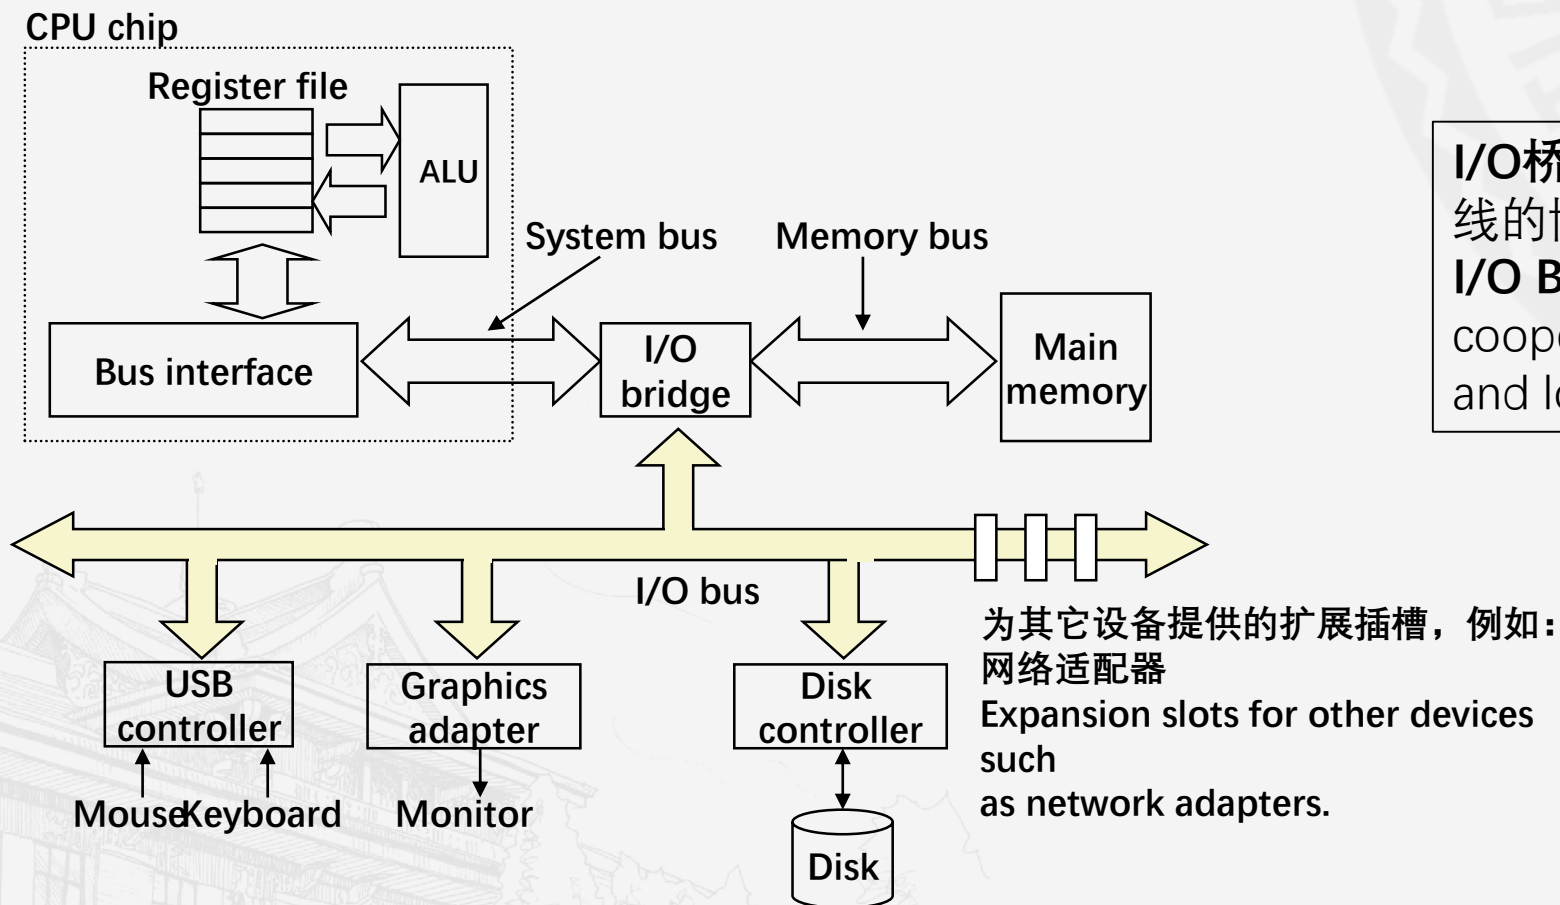 CPU chip
Register file
ALU
System bus
Memory bus
Bus interface
I/O
bridge
Main
memory
I/O桥
线的
I/O B
coope
and lo
I/O bus
USB
controller
Graphics
adapter
Disk
controller
Mouse
Keyboard
Monitor
Disk
为其它设备提供的扩展插槽，例如：
网络适配器
Expansion slots for other devices
such
as network adapters.